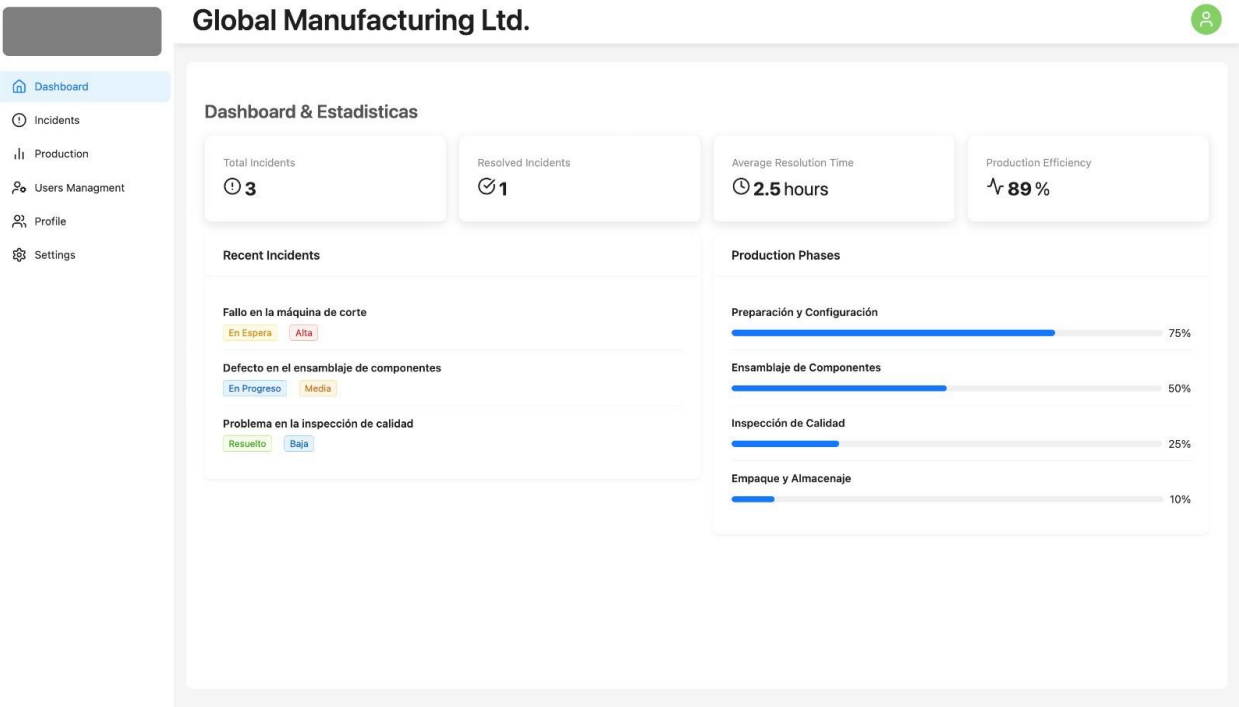 Global Manufacturing Ltd.
Dashboard
Incidents
Production
Users Managment
Profile
Settings
Dashboard & Estadisticas
Total Incidents
3
Resolved Incidents
1
Average Resolution Time
2.5 hours
Production Efficiency
89 %
Recent Incidents
Fallo en la máquina de corte
En Espera Alta
Defecto en el ensamblaje de componentes
En Progreso Media
Problema en la inspección de calidad
Resuelto Baja
Production Phases
Preparación y Configuración
75%
Ensamblaje de Componentes
50%
Inspección de Calidad
25%
Empaque y Almacenaje
10%